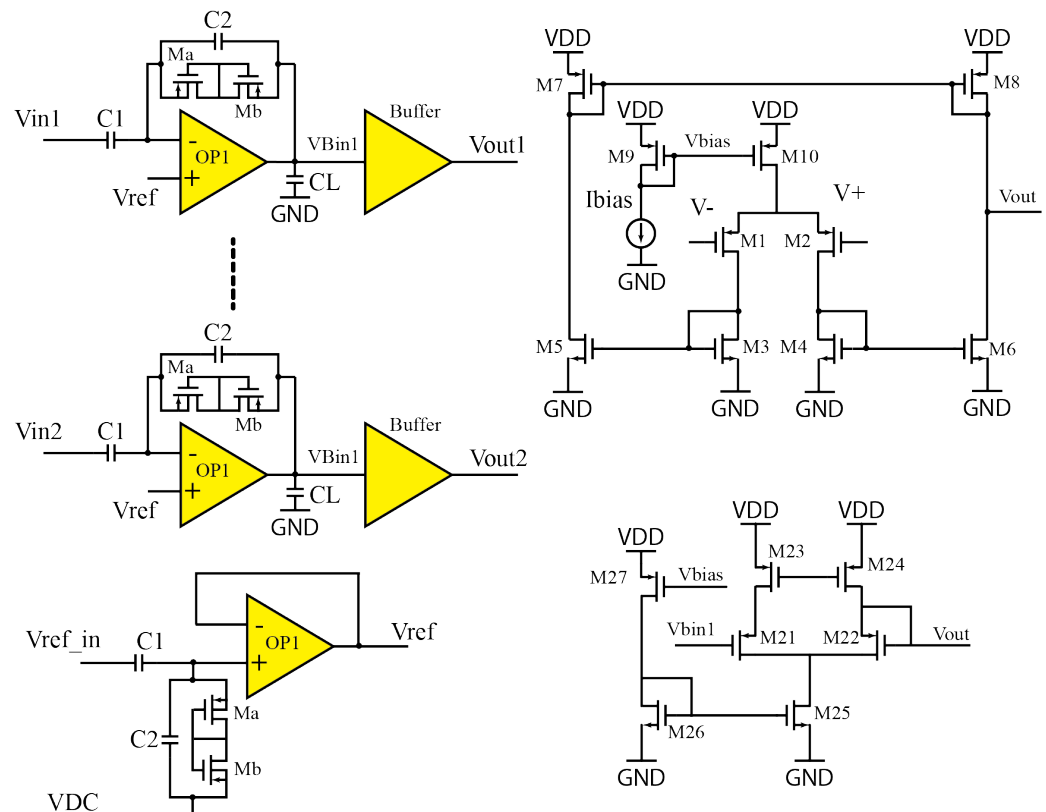 C2
Ma
Mb
Vin1
C1
-
OP1
+
Vref
VBin1
CL
GND
Buffer
Vout1
C2
Ma
Mb
Vin2
C1
-
OP1
+
Vref
VBin1
CL
GND
Buffer
Vout2
Vref_in
C1
-
OP1
+
Vref
C2
Ma
Mb
VDC
VDD
M7
VDD
M8
VDD
M9
Vbias
VDD
M10
Ibias
GND
V-
V+
M1
M2
Vout
M5
M3
M4
M6
GND
GND
GND
GND
VDD
M27
Vbias
VDD
M23
VDD
M24
Vbin1
M21
M22
Vout
M26
M25
GND
GND